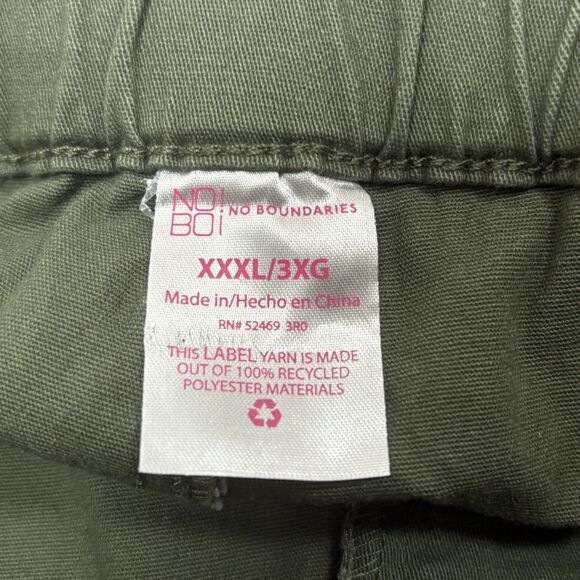 NO!
BO¡ NO BOUNDARIES
XXXL/3XG
Made in/Hecho en China
RN# 52469 3R0
THIS LABEL YARN IS MADE
OUT OF 100% RECYCLED
POLYESTER MATERIALS